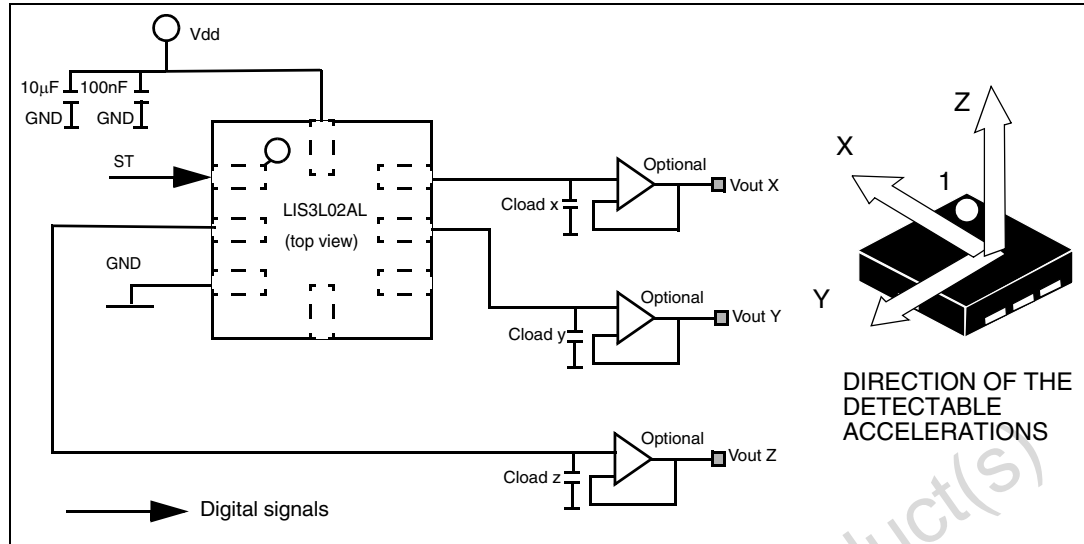 Vdd
10μF 100nF
GND GND
ST
LIS3L02AL
(top view)
GND
Optional
Cload x
Vout X
Optional
Cload y
Vout Y
Optional
Cload z
Vout Z
Digital signals
Z
X
1
Y
DIRECTION OF THE
DETECTABLE
ACCELERATIONS